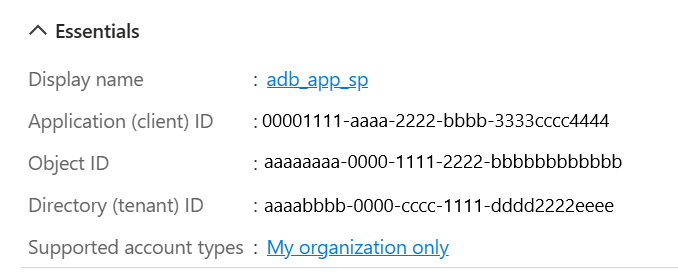 Essentials
Display name : adb_app_sp
Application (client) ID : 00001111-aaaa-2222-bbbb-3333cccc4444
Object ID : aaaaaaaa-0000-1111-2222-bbbbbbbbbbbb
Directory (tenant) ID : aaaabbbb-0000-cccc-1111-dddd2222eeee
Supported account types : My organization only